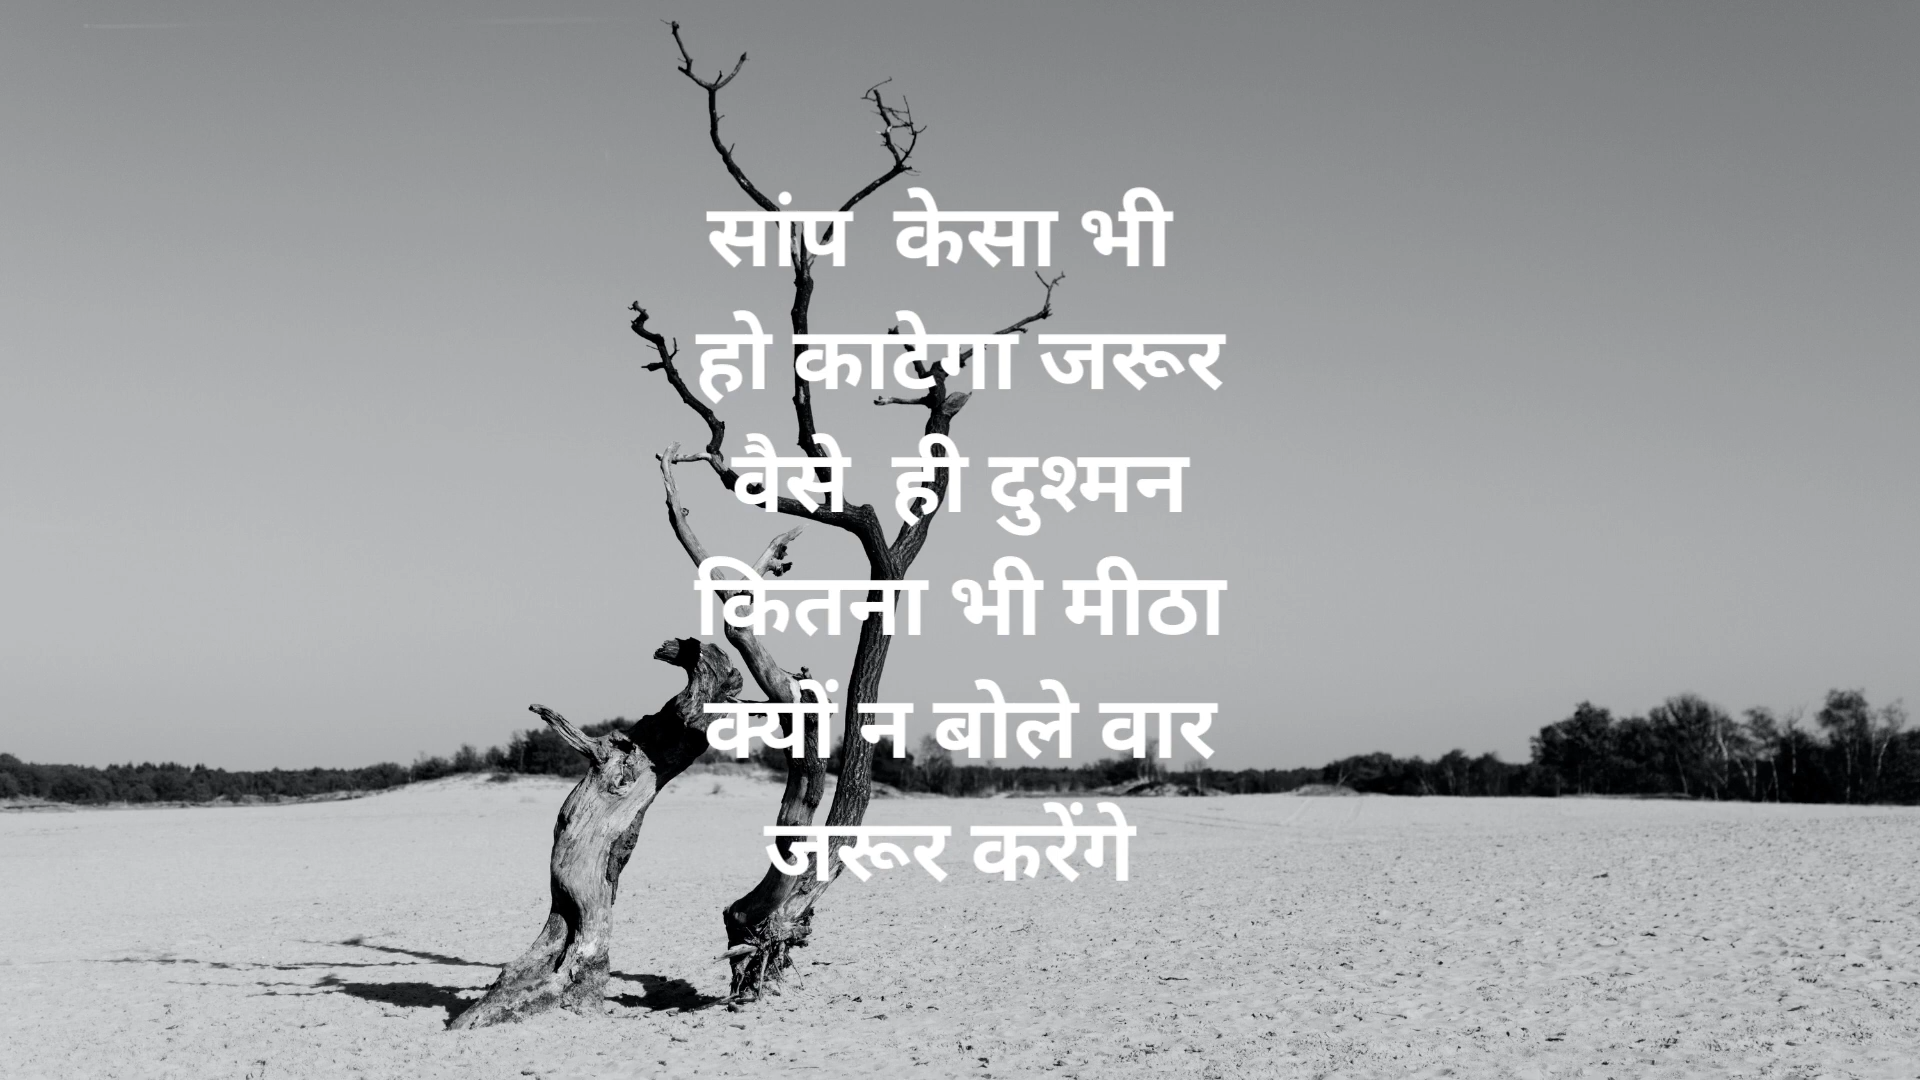 सांप केसा भी
हो काटेगा जरूर
वैसे ही दुश्मन
कितना भी मीठा
क्यों न बोले वार
जरूर करेंगे